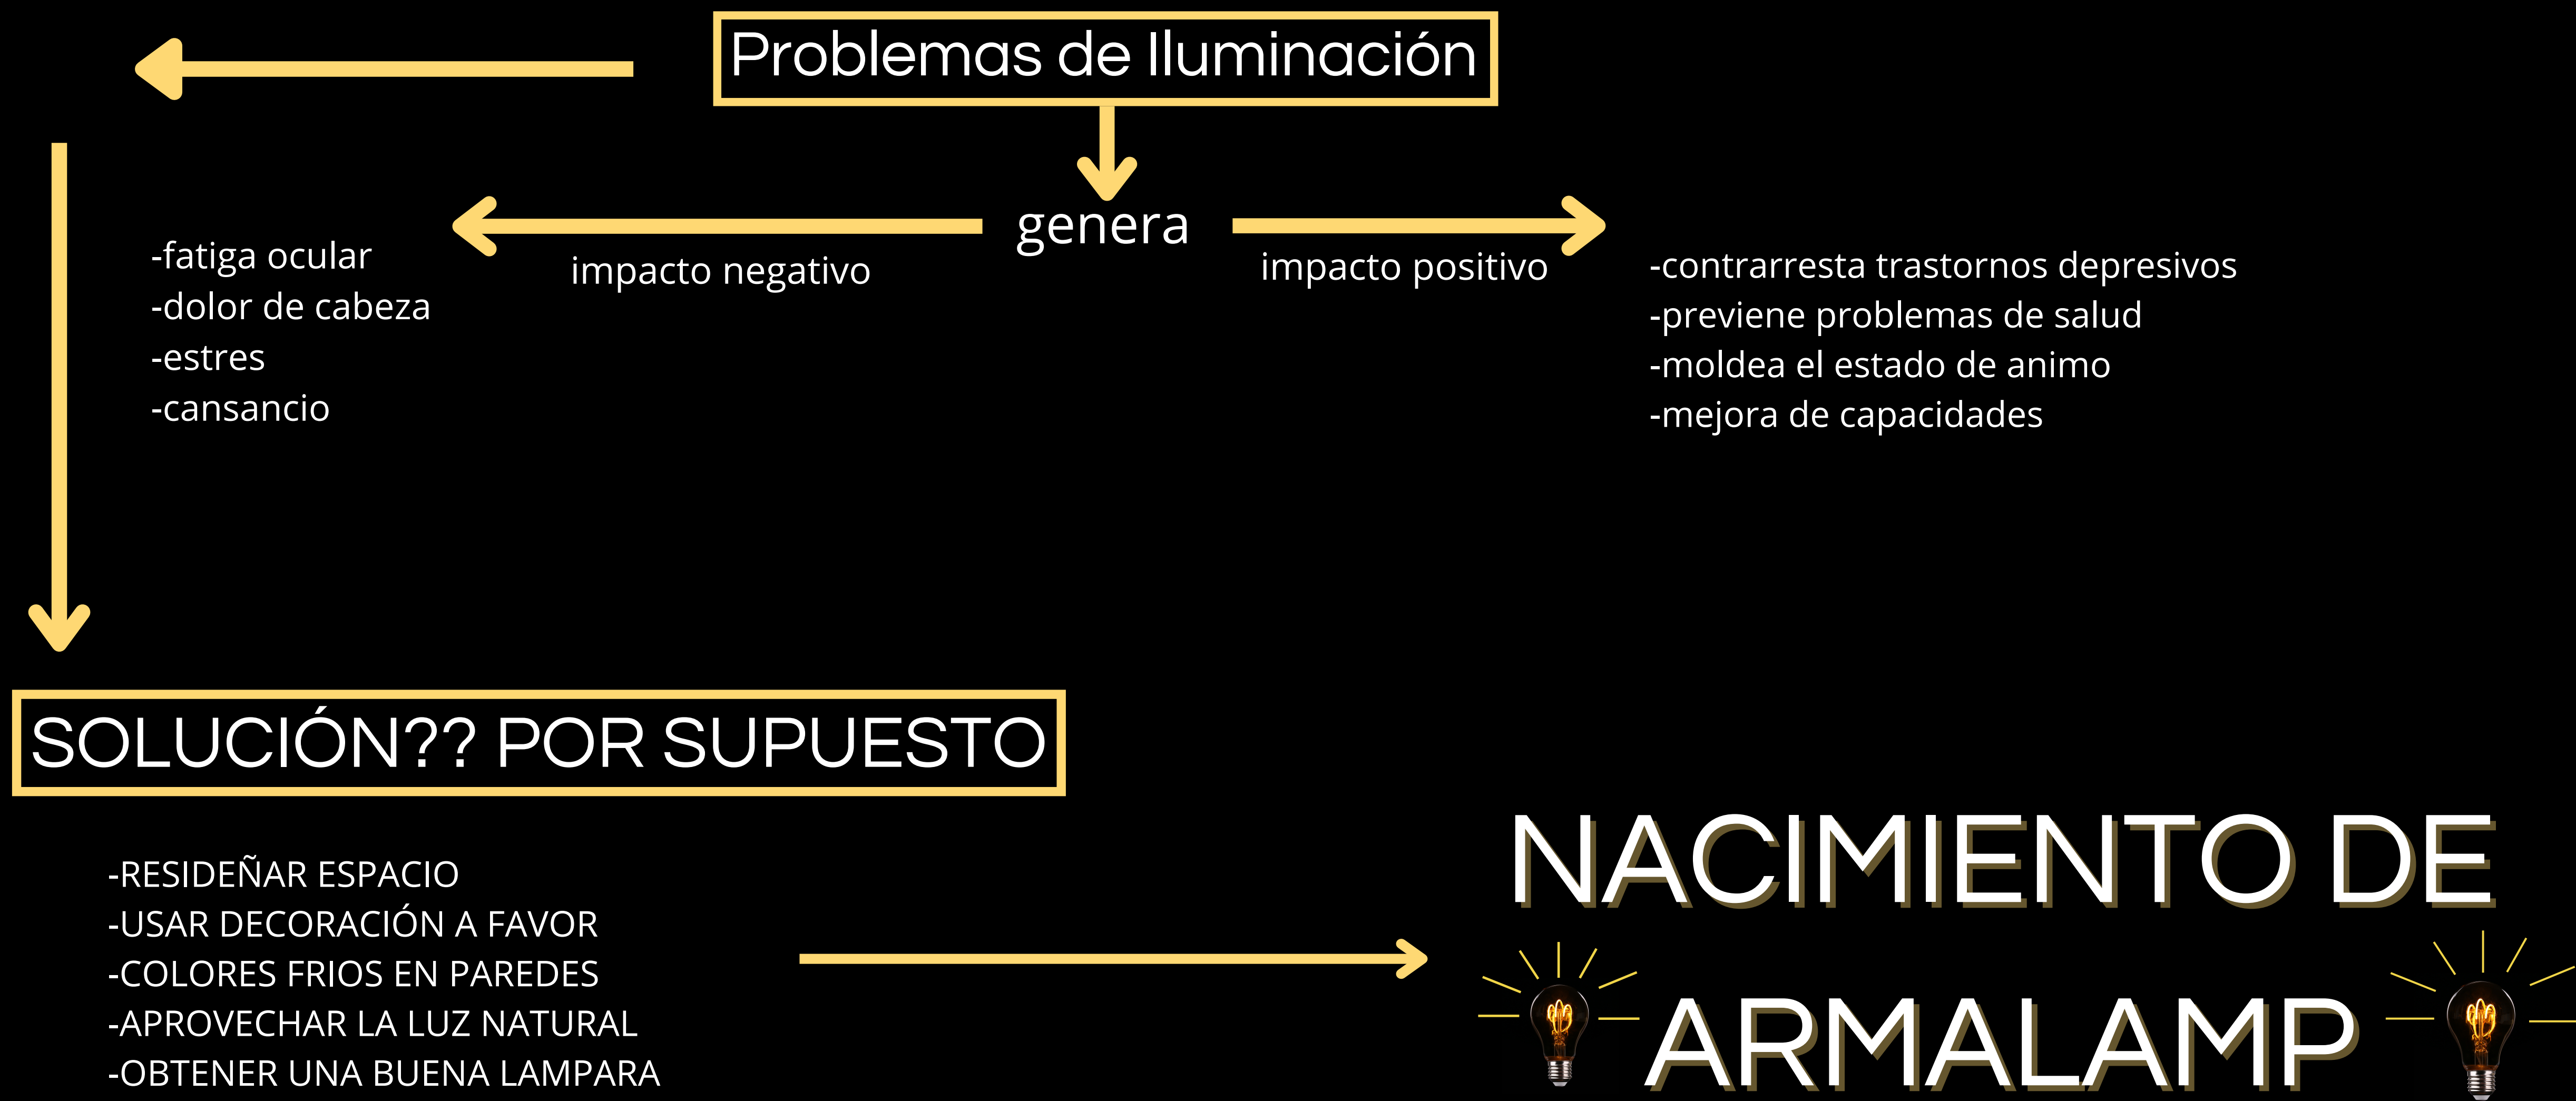 Problemas de Iluminación
genera
impacto negativo
-fatiga ocular
-dolor de cabeza
-estres
-cansancio
impacto positivo
-contrarresta trastornos depresivos
-previene problemas de salud
-moldea el estado de animo
-mejora de capacidades
SOLUCIÓN?? POR SUPUESTO
-RESIDEÑAR ESPACIO
-USAR DECORACIÓN A FAVOR
-COLORES FRIOS EN PAREDES
-APROVECHAR LA LUZ NATURAL
-OBTENER UNA BUENA LAMPARA
NACIMIENTO DE
ARMALAMP